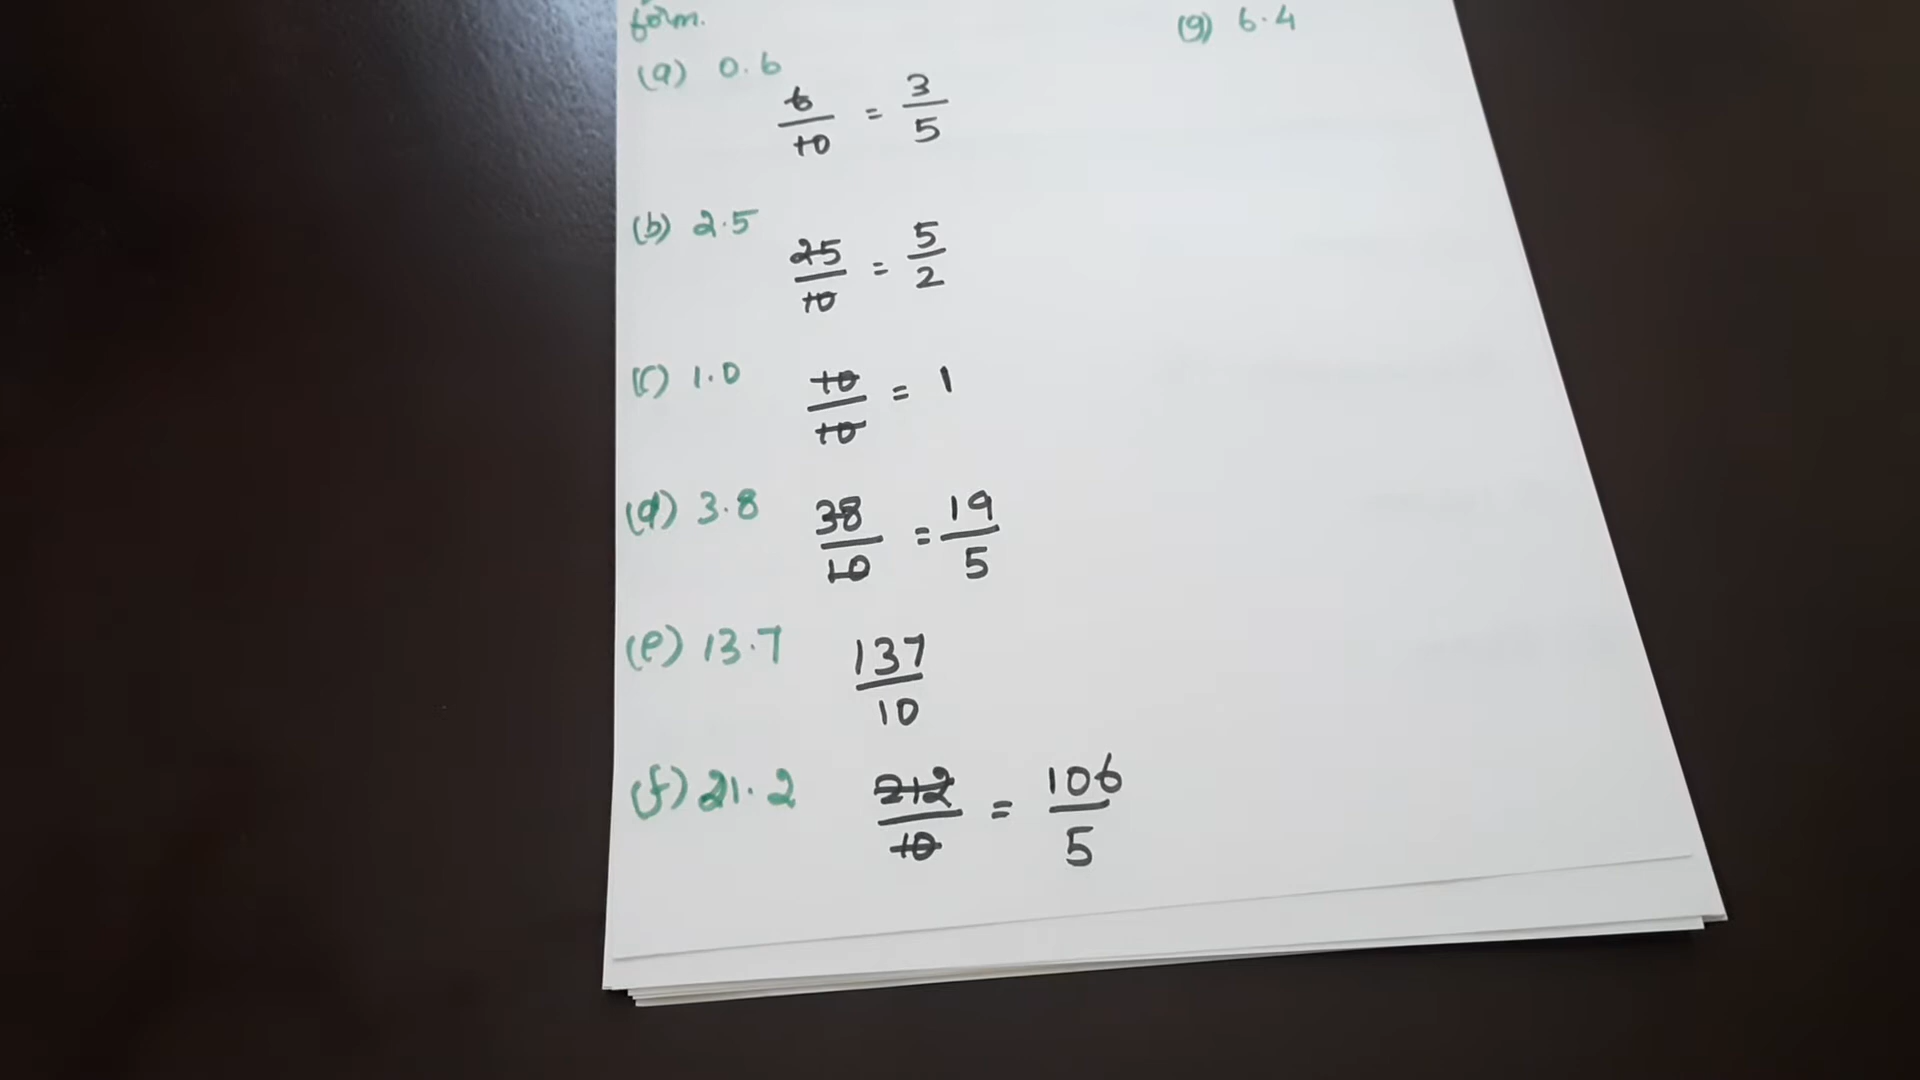 form.
(a) 0.6
6/10 = 3/5
(b) 2.5
25/10 = 5/2
(c) 1.0 10/10 = 1
(d) 3.8 38/10 = 19/5
(e) 13.7 137/10
(f) 21.2 212/10 = 106/5
(g) 6.4